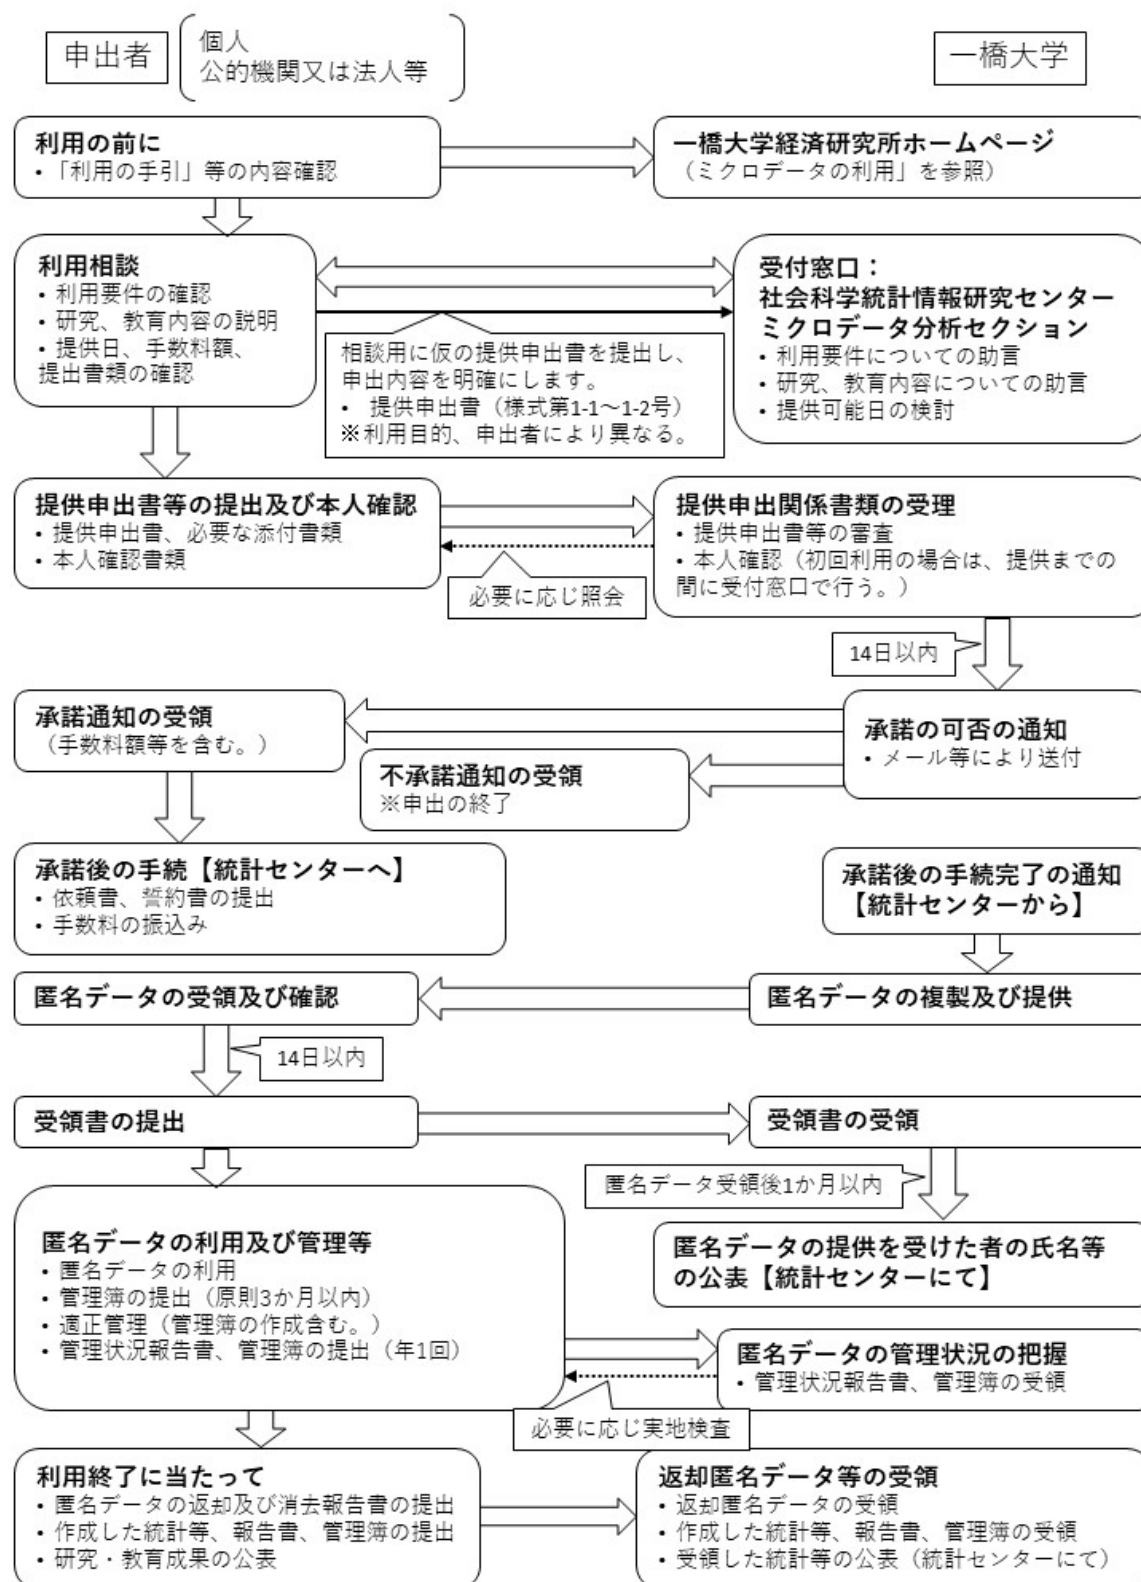 申出者
個人
公的機関又は法人等
一橋大学
利用の前に
• 「利用の手引」等の内容確認
一橋大学経済研究所ホームページ
（ミクロデータの利用」を参照）
利用相談
• 利用要件の確認
• 研究、教育内容の説明
• 提供日、手数料額、
提出書類の確認
相談用に仮の提供申出書を提出し、
申出内容を明確にします。
• 提供申出書（様式第1-1～1-2号）
※利用目的、申出者により異なる。
受付窓口：
社会科学統計情報研究センター
ミクロデータ分析セクション
• 利用要件についての助言
• 研究、教育内容についての助言
• 提供可能日の検討
提供申出書等の提出及び本人確認
• 提供申出書、必要な添付書類
• 本人確認書類
必要に応じ照会
提供申出関係書類の受理
• 提供申出書等の審査
• 本人確認（初回利用の場合は、提供までの
間に受付窓口で行う。）
14日以内
承諾通知の受領
（手数料額等を含む。）
承諾の可否の通知
• メール等により送付
不承諾通知の受領
※申出の終了
承諾後の手続【統計センターへ】
• 依頼書、誓約書の提出
• 手数料の振込み
承諾後の手続完了の通知
【統計センターから】
匿名データの受領及び確認
匿名データの複製及び提供
14日以内
受領書の提出
受領書の受領
匿名データ受領後1か月以内
匿名データの利用及び管理等
• 匿名データの利用
• 管理簿の提出（原則3か月以内）
• 適正管理（管理簿の作成含む。）
• 管理状況報告書、管理簿の提出（年1回）
匿名データの提供を受けた者の氏名等
の公表【統計センターにて】
匿名データの管理状況の把握
• 管理状況報告書、管理簿の受領
必要に応じ実地検査
利用終了に当たって
• 匿名データの返却及び消去報告書の提出
• 作成した統計等、報告書、管理簿の提出
• 研究・教育成果の公表
返却匿名データ等の受領
• 返却匿名データの受領
• 作成した統計等、報告書、管理簿の受領
• 受領した統計等の公表（統計センターにて）